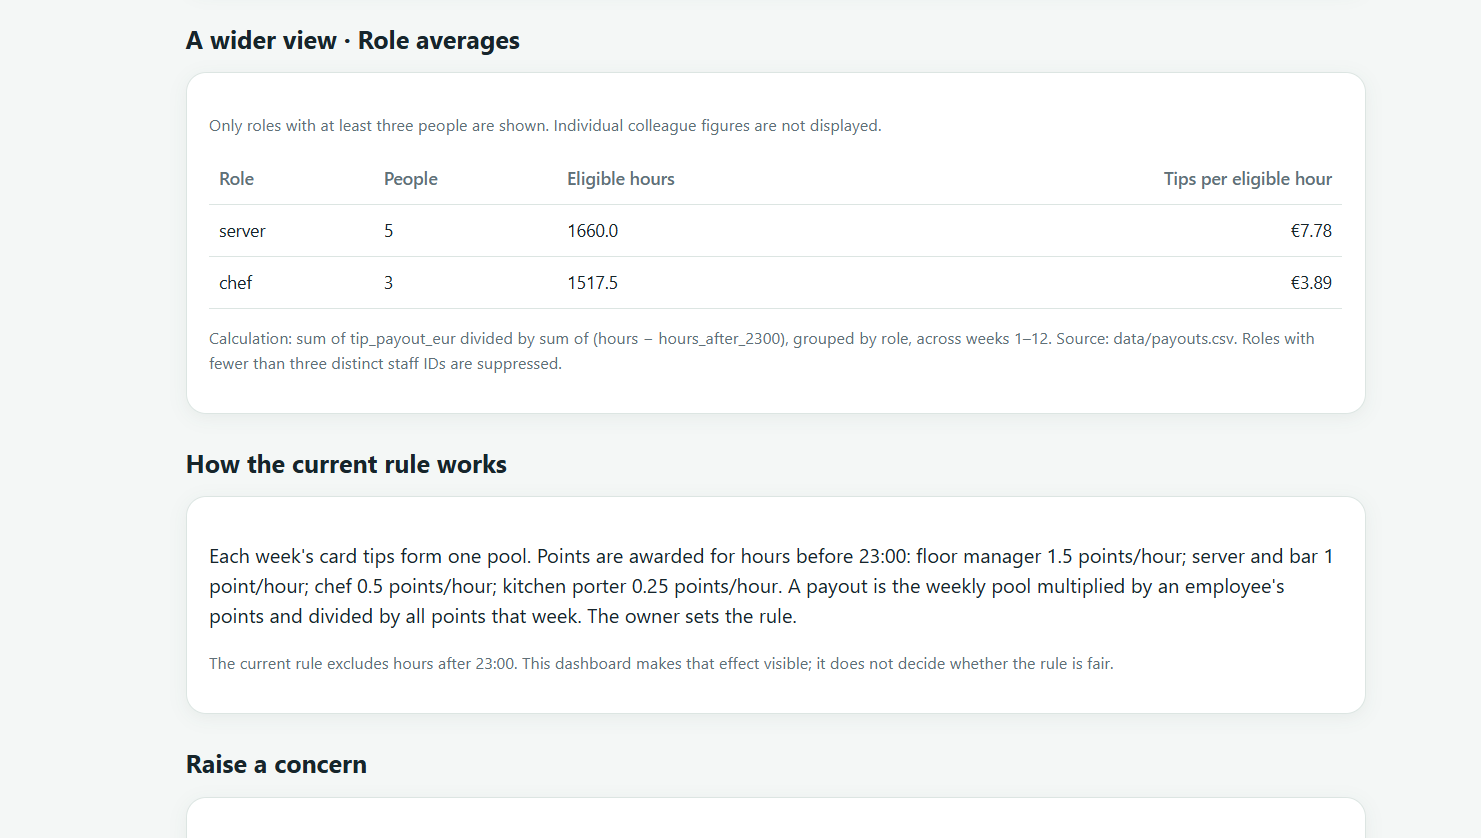 A wider view · Role averages
Only roles with at least three people are shown. Individual colleague figures are not displayed.
Role People Eligible hours Tips per eligible hour
server 5 1660.0 €7.78
chef 3 1517.5 €3.89
Calculation: sum of tip_payout_eur divided by sum of (hours − hours_after_2300), grouped by role, across weeks 1–12. Source: data/payouts.csv. Roles with
fewer than three distinct staff IDs are suppressed.
How the current rule works
Each week's card tips form one pool. Points are awarded for hours before 23:00: floor manager 1.5 points/hour; server and bar 1
point/hour; chef 0.5 points/hour; kitchen porter 0.25 points/hour. A payout is the weekly pool multiplied by an employee's
points and divided by all points that week. The owner sets the rule.
The current rule excludes hours after 23:00. This dashboard makes that effect visible; it does not decide whether the rule is fair.
Raise a concern